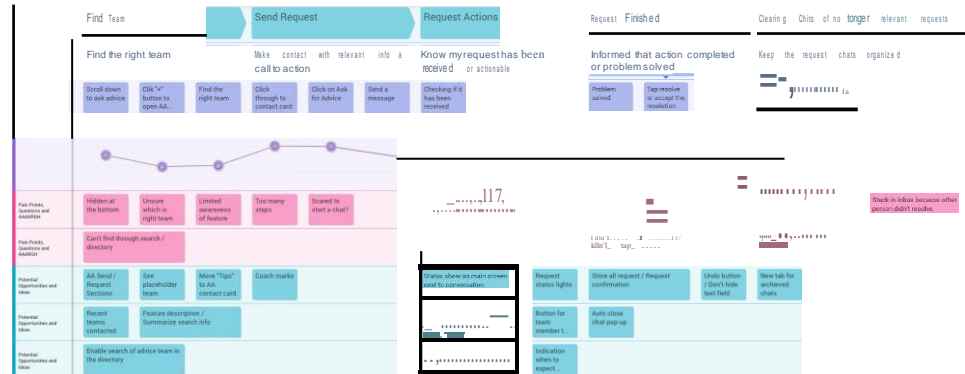 Find Team
Send Request
Request Actions
Request Finished
Clearing Chits of no tonger relevant requests
Find the right team
Make contact with relevant info a
call to action
Know my request has been
received or actionable
Informed that action completed
or problem solved
Keep the request chats organized
Scroll down
to ask advice
Clik "+"
button to
open AA...
Find the
right team
Click
through to
contact card
Click on Ask
for Advice
Send a
message
Checking if it
has been
received
Problem
solved
Tap resolve
or accept the
resolution
Pain Points,
Questions and
AAARGH
Hidden at
the bottom
Unsure
which is
right team
Limited
awareness
of feature
Too many
steps
Scared to
start a chat?
Stuck in inbox because other
person didn't resolve
Pain Points,
Questions and
AAARGH
Can't find through search /
directory
Potential
Opportunities and
Ideas
AA Send /
Request
Sections
See
placeholder
team
Move "Tips"
to AA
contact card
Coach marks
Status show on main screen
next to conversation
Request
status lights
Store all request / Request
confirmation
Undo button
/ Don't hide
text field
New tab for
archieved
chats
Potential
Opportunities and
Ideas
Recent
teams
contacted
Feature description /
Summarize search info
Button for
team
member t...
Auto close
chat pop-up
Potential
Opportunities and
Ideas
Enable search of advice team in
the directory
Indication
when to
expect...